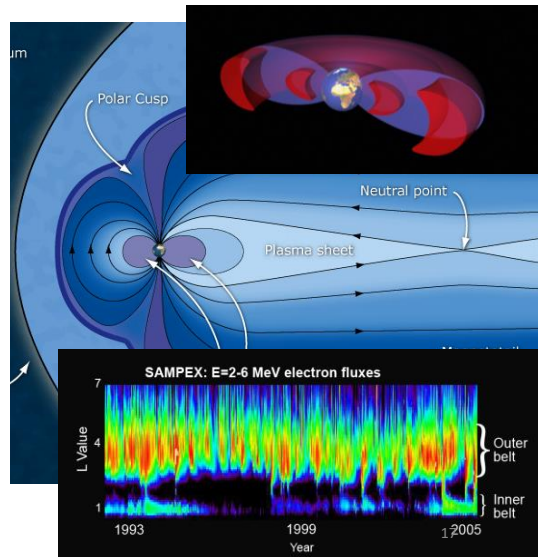 um
Polar Cusp
Neutral point
Plasma sheet
SAMPEX: E=2-6 MeV electron fluxes
7
L Value
4
Outer
belt
1
Inner
belt
1993
1999
17
2005
Year